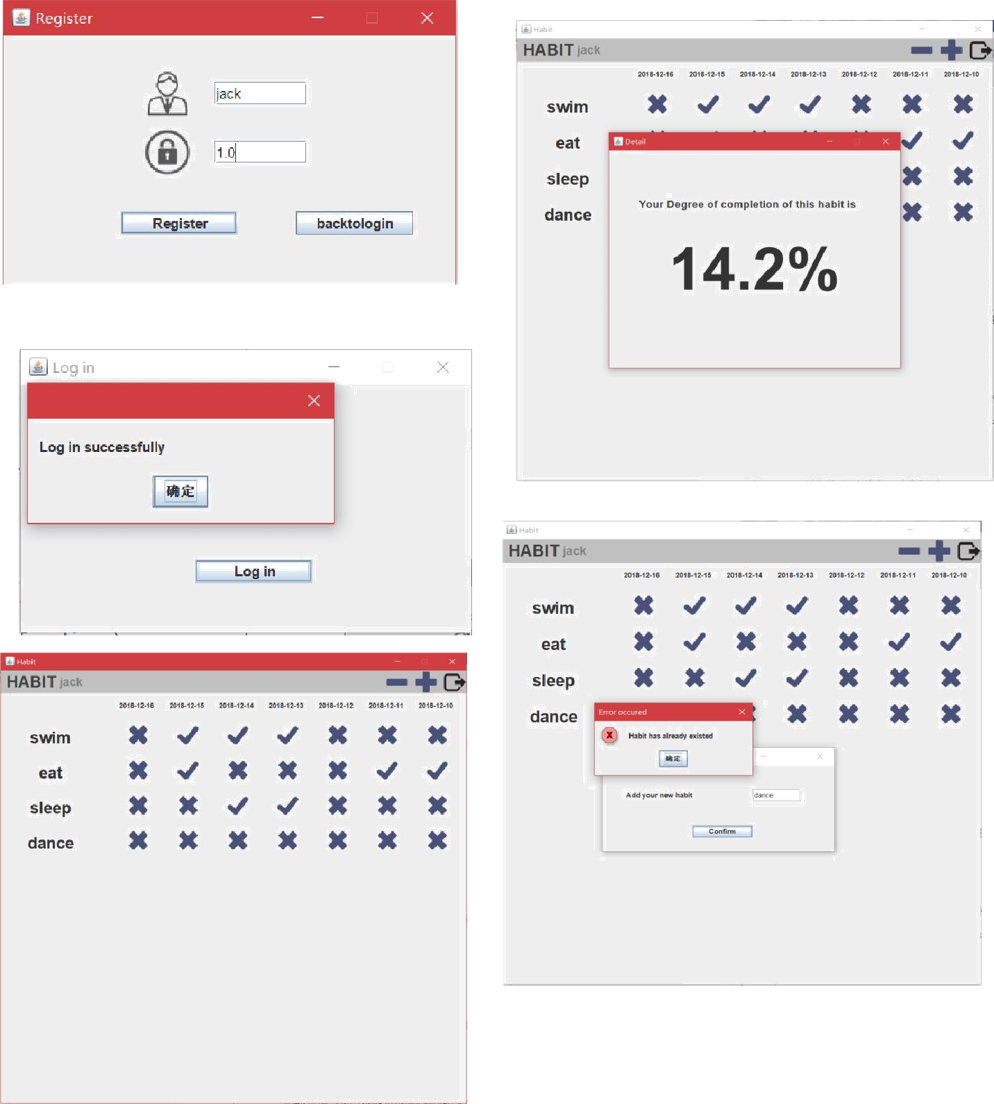 Register
jack
1.0
Register
backtologin
Log in
Log in successfully
确定
Log in
Habit
HABIT jack
2018-12-16 2018-12-15 2018-12-14 2018-12-13 2018-12-12 2018-12-11 2018-12-10
swim
eat
sleep
dance
Habit
HABIT jack
2018-12-16 2018-12-15 2018-12-14 2018-12-13 2018-12-12 2018-12-11 2018-12-10
swim
eat
sleep
dance
Detail
Your Degree of completion of this habit is
14.2%
Habit
HABIT jack
2018-12-16 2018-12-15 2018-12-14 2018-12-13 2018-12-12 2018-12-11 2018-12-10
swim
eat
sleep
dance
Error occured
Habit has already existed
确定
Add your new habit dance
Confirm